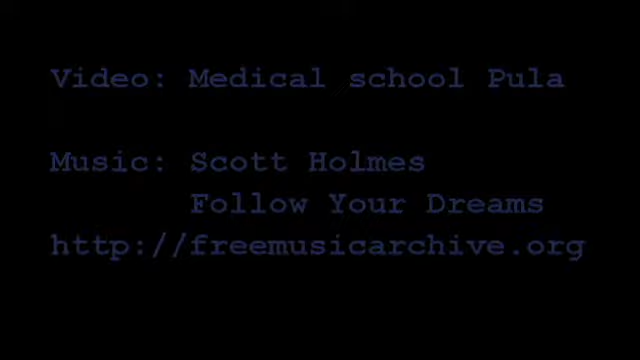 Video: Medical school Pula
Music: Scott Holmes
Follow Your Dreams
http://freemusicarchive.org